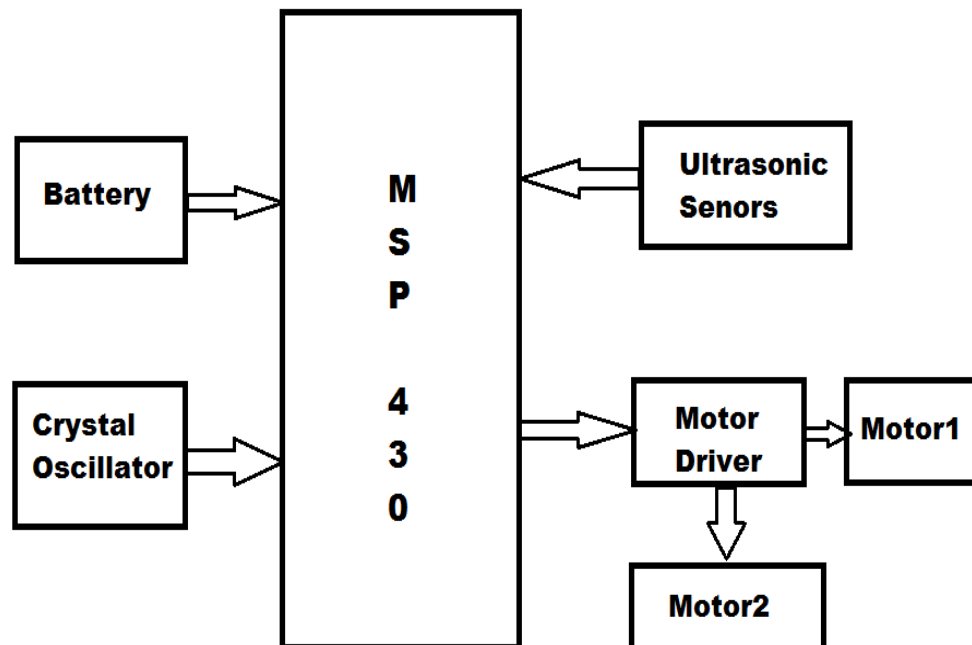 Battery
Crystal
Oscillator
M
S
P
4
3
0
Ultrasonic
Senors
Motor
Driver
Motor1
Motor2